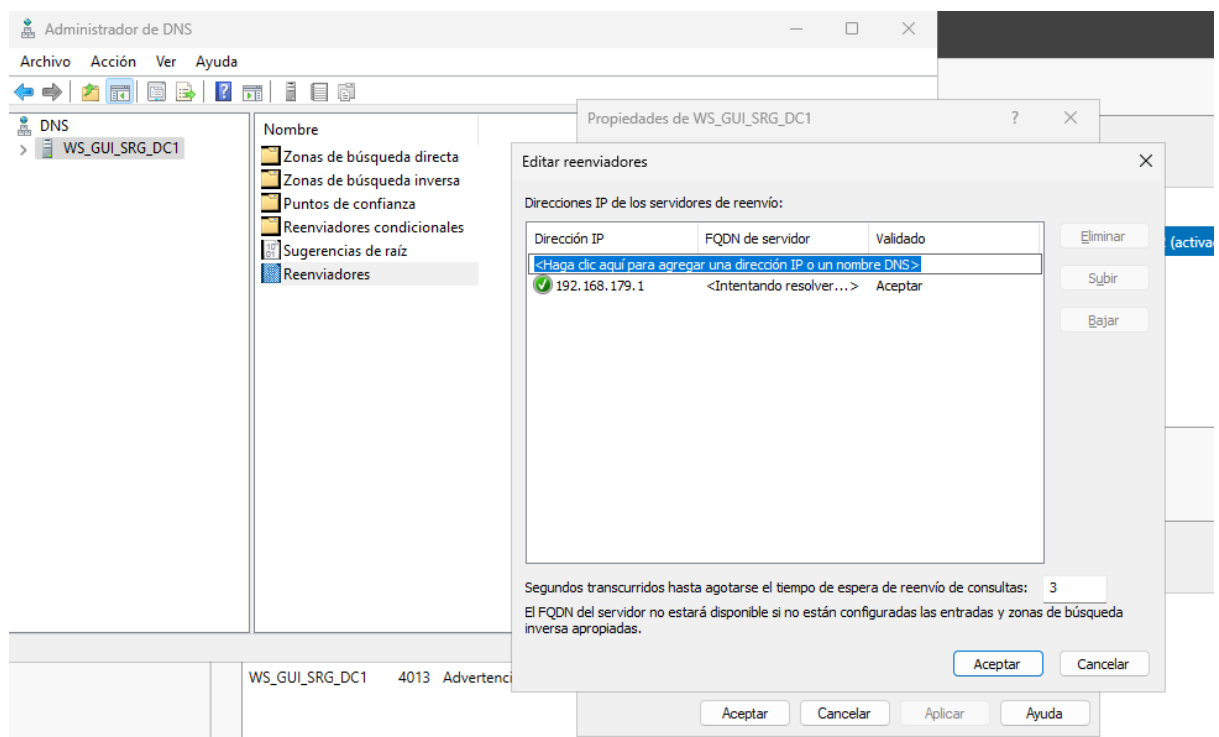 Administrador de DNS
Archivo Acción Ver Ayuda
DNS
WS_GUI_SRG_DC1
Nombre
Zonas de búsqueda directa
Zonas de búsqueda inversa
Puntos de confianza
Reenviadores condicionales
Sugerencias de raíz
Reenviadores
Propiedades de WS_GUI_SRG_DC1
Editar reenviadores
Direcciones IP de los servidores de reenvío:
Dirección IP FQDN de servidor Validado
<Haga clic aquí para agregar una dirección IP o un nombre DNS>
192.168.179.1 <Intentando resolver...> Aceptar
Eliminar
Subir
Bajar
(activa
Segundos transcurridos hasta agotarse el tiempo de espera de reenvío de consultas: 3
El FQDN del servidor no estará disponible si no están configuradas las entradas y zonas de búsqueda
inversa apropiadas.
Aceptar Cancelar
WS_GUI_SRG_DC1 4013 Advertenci
Aceptar Cancelar Aplicar Ayuda